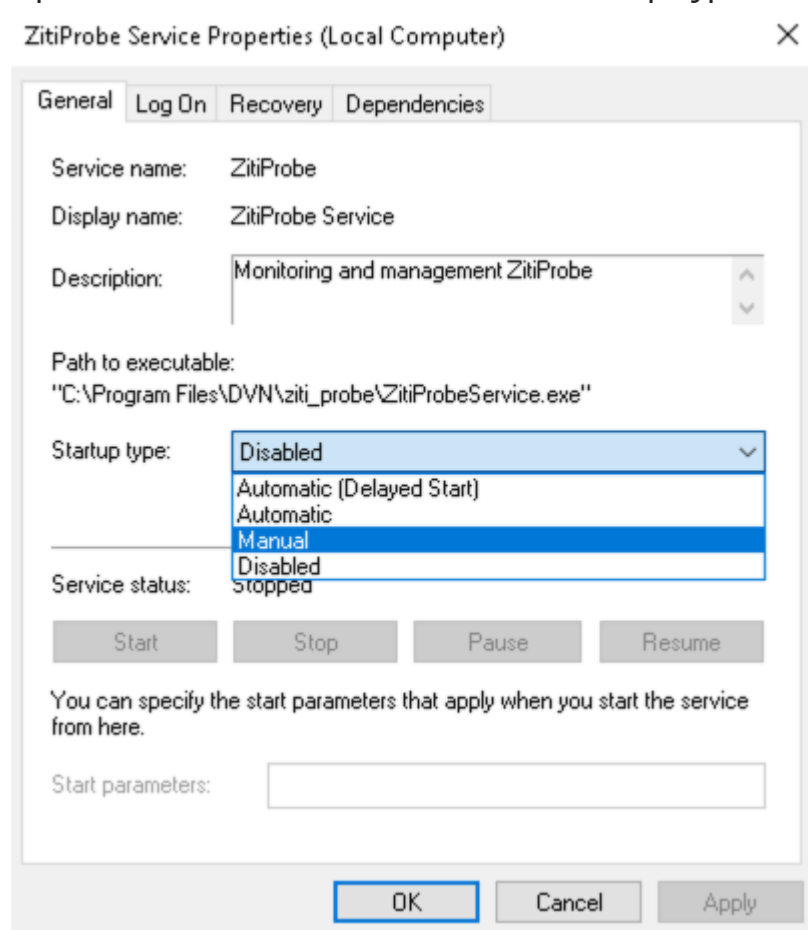 ZitiProbe Service Properties (Local Computer)
General Log On Recovery Dependencies
Service name: ZitiProbe
Display name: ZitiProbe Service
Description: Monitoring and management ZitiProbe
Path to executable:
"C:\Program Files\DVN\ziti_probe\ZitiProbeService.exe"
Startup type: Disabled
Automatic (Delayed Start)
Automatic
Manual
Disabled
Service status: Stopped
Start Stop Pause Resume
You can specify the start parameters that apply when you start the service
from here.
Start parameters:
OK Cancel Apply